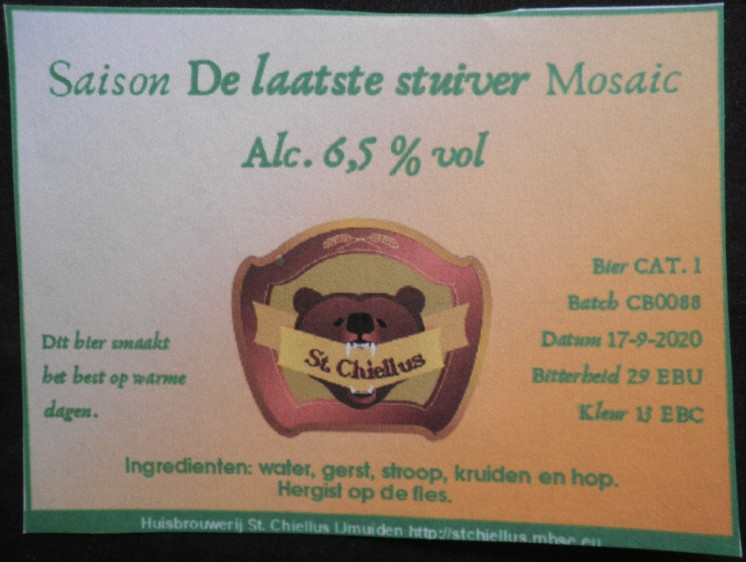 Saison De laatste stuiver Mosaic
Alc. 6,5 % vol
Bier CAT. I
Batch CB0088
Datum 17-9-2020
Bitterheid 29 EBU
Kleur 13 EBC
Dit bier smaakt
het best op warme
dagen.
St. Chiellus
Ingredienten: water, gerst, stroop, kruiden en hop.
Hergist op de fles.
Huisbrouwerij St. Chiellus IJmuiden http://stchiellus.mbsc.eu